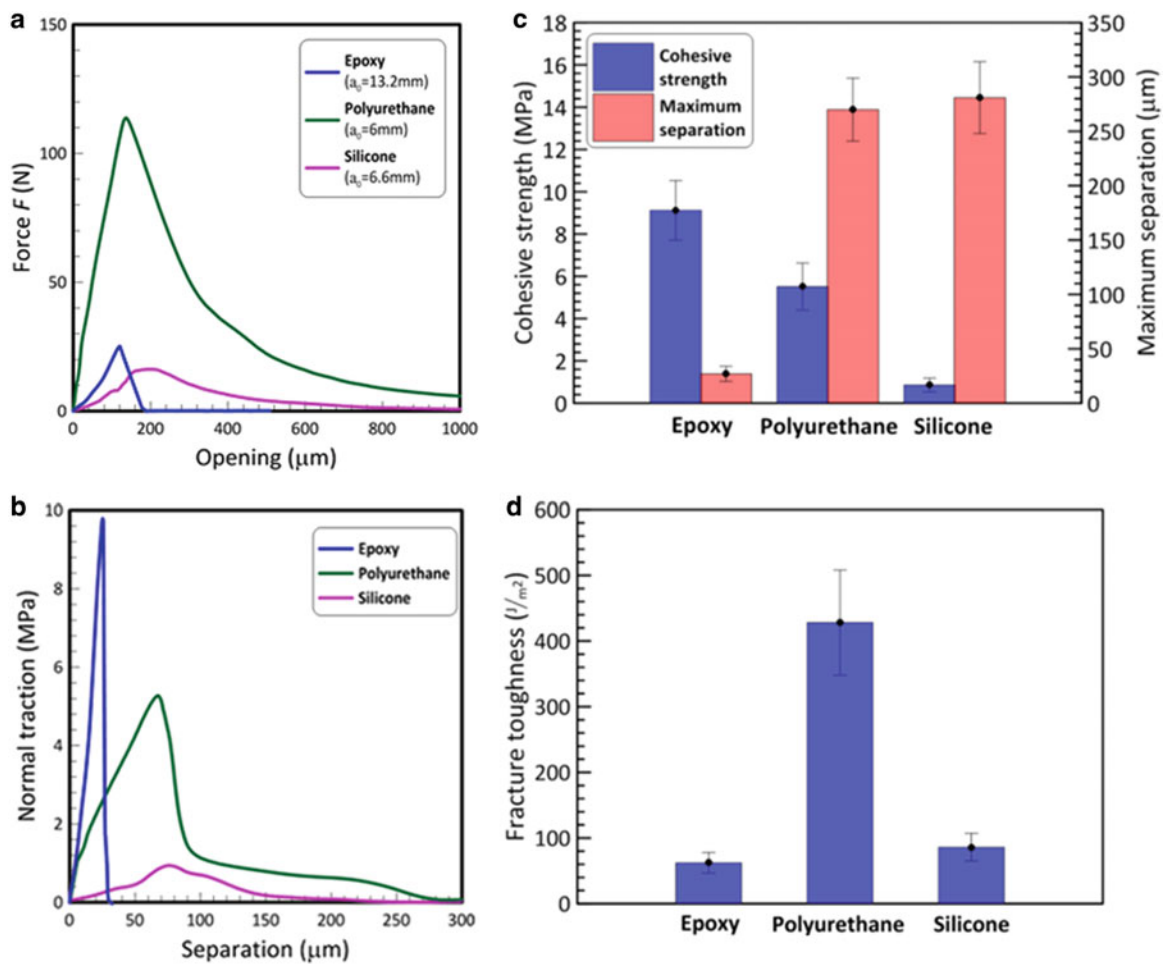 a
150
100
50
0
Force F (N)
Epoxy
(a₀=13.2mm)
Polyurethane
(a₀=6mm)
Silicone
(a₀=6.6mm)
0 200 400 600 800 1000
Opening (μm)
b
10
8
6
4
2
0
Normal traction (MPa)
Epoxy
Polyurethane
Silicone
0 50 100 150 200 250 300
Separation (μm)
c
18
16
14
12
10
8
6
4
2
0
Cohesive strength (MPa)
Cohesive
strength
Maximum
separation
350
300
250
200
150
100
50
0
Maximum separation (μm)
Epoxy Polyurethane Silicone
d
600
500
400
300
200
100
0
Fracture toughness (J/m²)
Epoxy Polyurethane Silicone